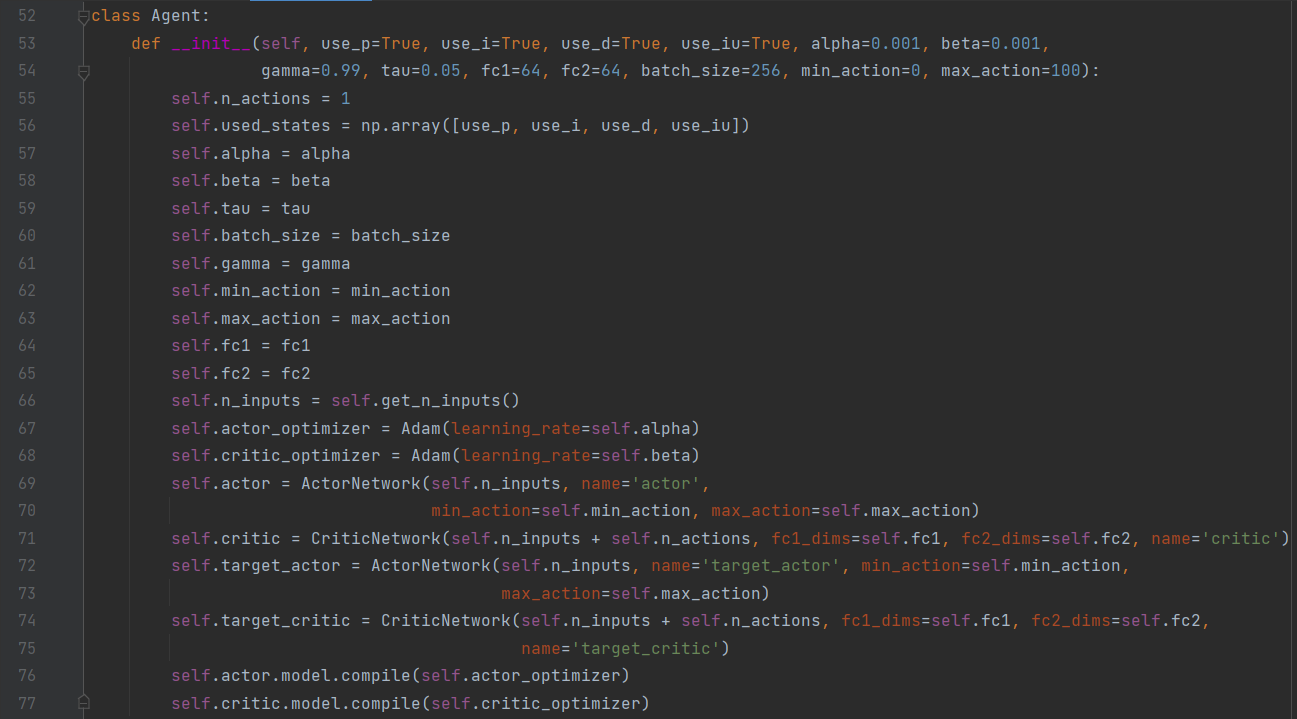 52 class Agent:
53 def __init__(self, use_p=True, use_i=True, use_d=True, use_iu=True, alpha=0.001, beta=0.001,
54 gamma=0.99, tau=0.05, fc1=64, fc2=64, batch_size=256, min_action=0, max_action=100):
55 self.n_actions = 1
56 self.used_states = np.array([use_p, use_i, use_d, use_iu])
57 self.alpha = alpha
58 self.beta = beta
59 self.tau = tau
60 self.batch_size = batch_size
61 self.gamma = gamma
62 self.min_action = min_action
63 self.max_action = max_action
64 self.fc1 = fc1
65 self.fc2 = fc2
66 self.n_inputs = self.get_n_inputs()
67 self.actor_optimizer = Adam(learning_rate=self.alpha)
68 self.critic_optimizer = Adam(learning_rate=self.beta)
69 self.actor = ActorNetwork(self.n_inputs, name='actor',
70 min_action=self.min_action, max_action=self.max_action)
71 self.critic = CriticNetwork(self.n_inputs + self.n_actions, fc1_dims=self.fc1, fc2_dims=self.fc2, name='critic')
72 self.target_actor = ActorNetwork(self.n_inputs, name='target_actor', min_action=self.min_action,
73 max_action=self.max_action)
74 self.target_critic = CriticNetwork(self.n_inputs + self.n_actions, fc1_dims=self.fc1, fc2_dims=self.fc2,
75 name='target_critic')
76 self.actor.model.compile(self.actor_optimizer)
77 self.critic.model.compile(self.critic_optimizer)